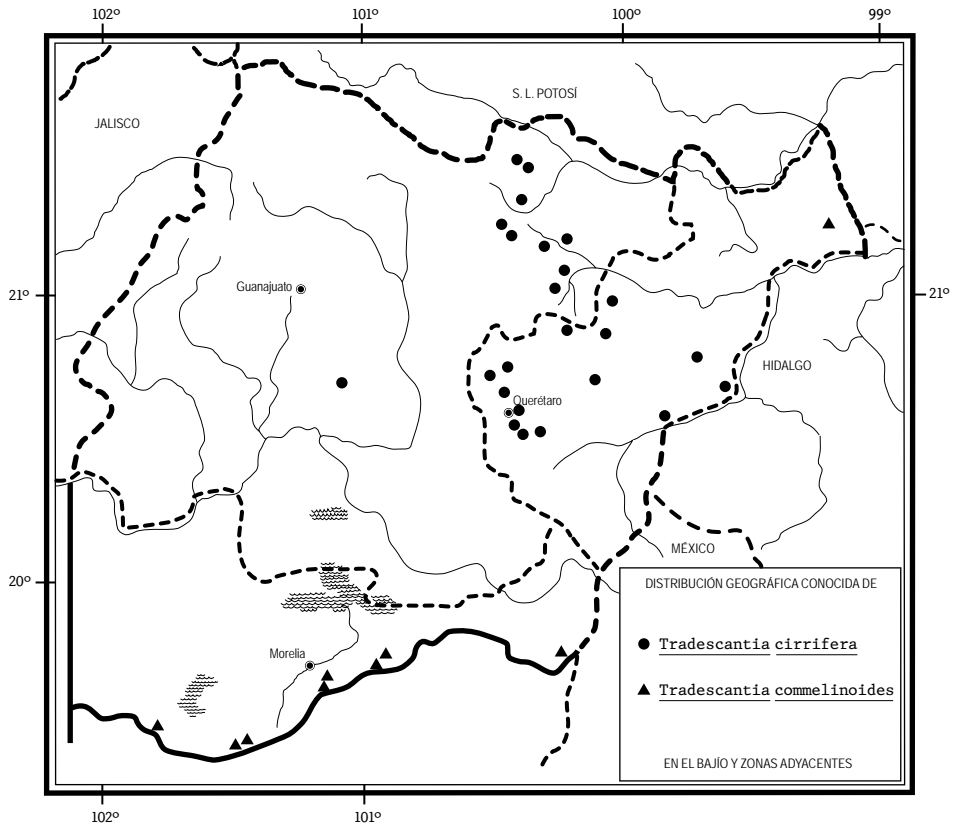 102º 101º 100º 99º
S. L. POTOSÍ
JALISCO
Guanajuato
21º 21º
HIDALGO
Querétaro
MÉXICO
20º
DISTRIBUCIÓN GEOGRÁFICA CONOCIDA DE
Tradescantia cirrifera
Morelia
Tradescantia commelinoides
EN EL BAJÍO Y ZONAS ADYACENTES
102º 101º 100º